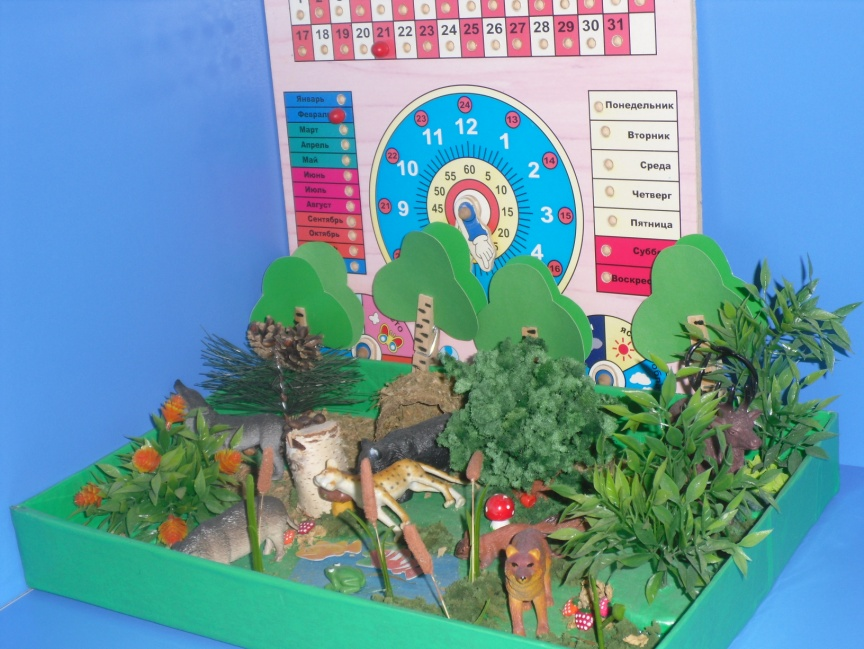 17 18 19 20 21 22 23 24 25 26 27 28 29 30 31
Январь
Февраль
Март
Апрель
Май
Июнь
Июль
Август
Сентябрь
Октябрь
24
23 13
12
11 1
22 10 2 14
60
55 5
50 10
21 9 45 15 3 15
20
4 16
Понедельник
Вторник
Среда
Четверг
Пятница